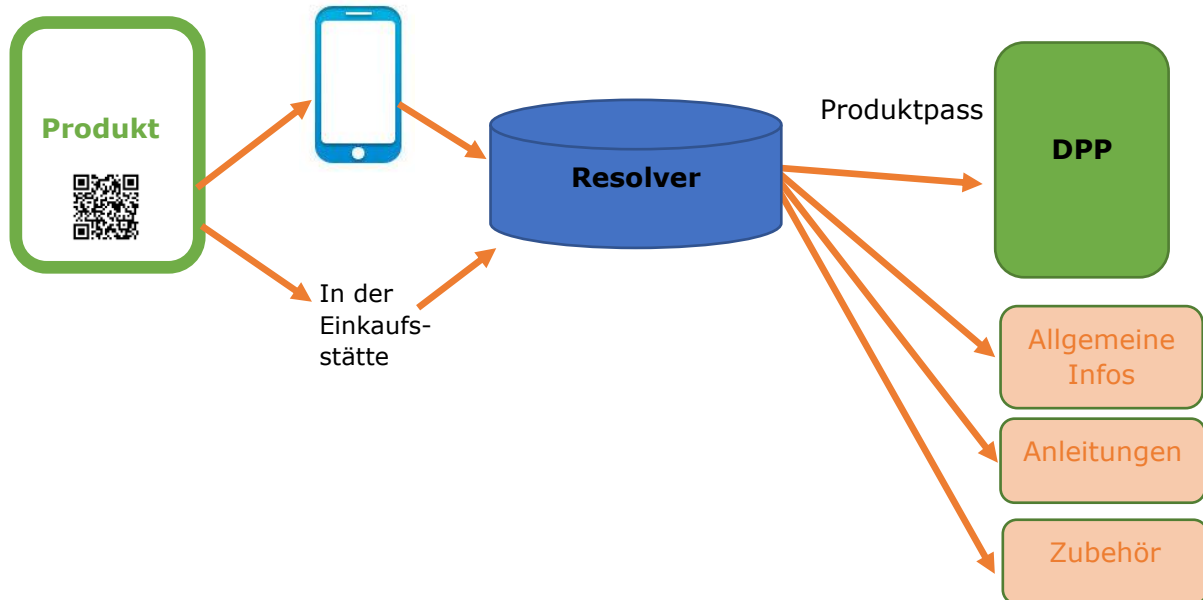 Produkt
In der
Einkaufs-
stätte
Resolver
Produktpass
DPP
Allgemeine
Infos
Anleitungen
Zubehör